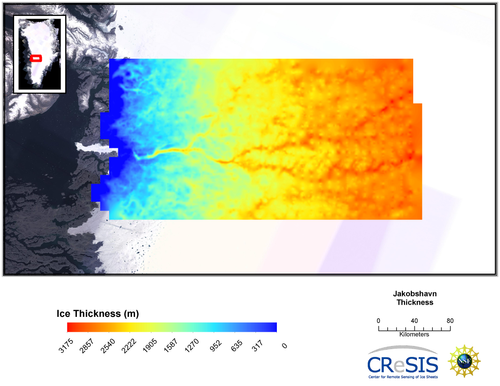 Jakobshavn
Thickness
Ice Thickness (m)
3175 2857 2540 2222 1905 1587 1270 952 635 317 0
0 40 80
Kilometers
CReSIS
Center for Remote Sensing of Ice Sheets
NSF